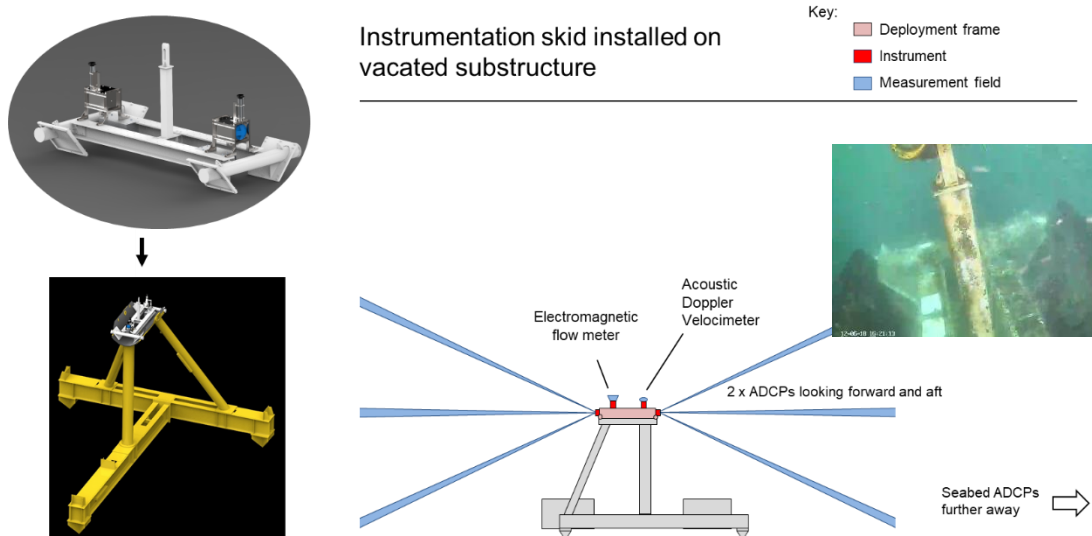 Instrumentation skid installed on
vacated substructure
Key:
Deployment frame
Instrument
Measurement field
Electromagnetic
flow meter
Acoustic
Doppler
Velocimeter
2 x ADCPs looking forward and aft
Seabed ADCPs
further away